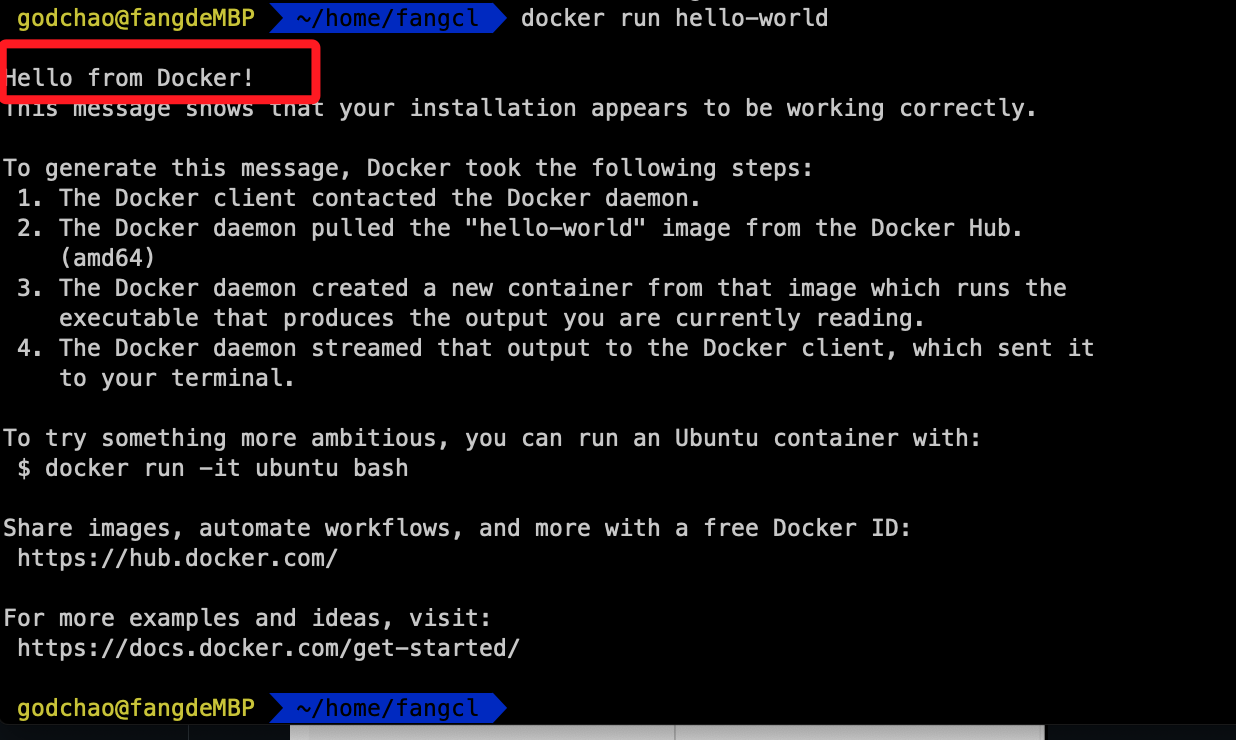 godchao@fangdeMBP ~/home/fangcl docker run hello-world
Hello from Docker!
This message shows that your installation appears to be working correctly.
To generate this message, Docker took the following steps:
1. The Docker client contacted the Docker daemon.
2. The Docker daemon pulled the "hello-world" image from the Docker Hub.
(amd64)
3. The Docker daemon created a new container from that image which runs the
executable that produces the output you are currently reading.
4. The Docker daemon streamed that output to the Docker client, which sent it
to your terminal.
To try something more ambitious, you can run an Ubuntu container with:
$ docker run -it ubuntu bash
Share images, automate workflows, and more with a free Docker ID:
https://hub.docker.com/
For more examples and ideas, visit:
https://docs.docker.com/get-started/
godchao@fangdeMBP ~/home/fangcl